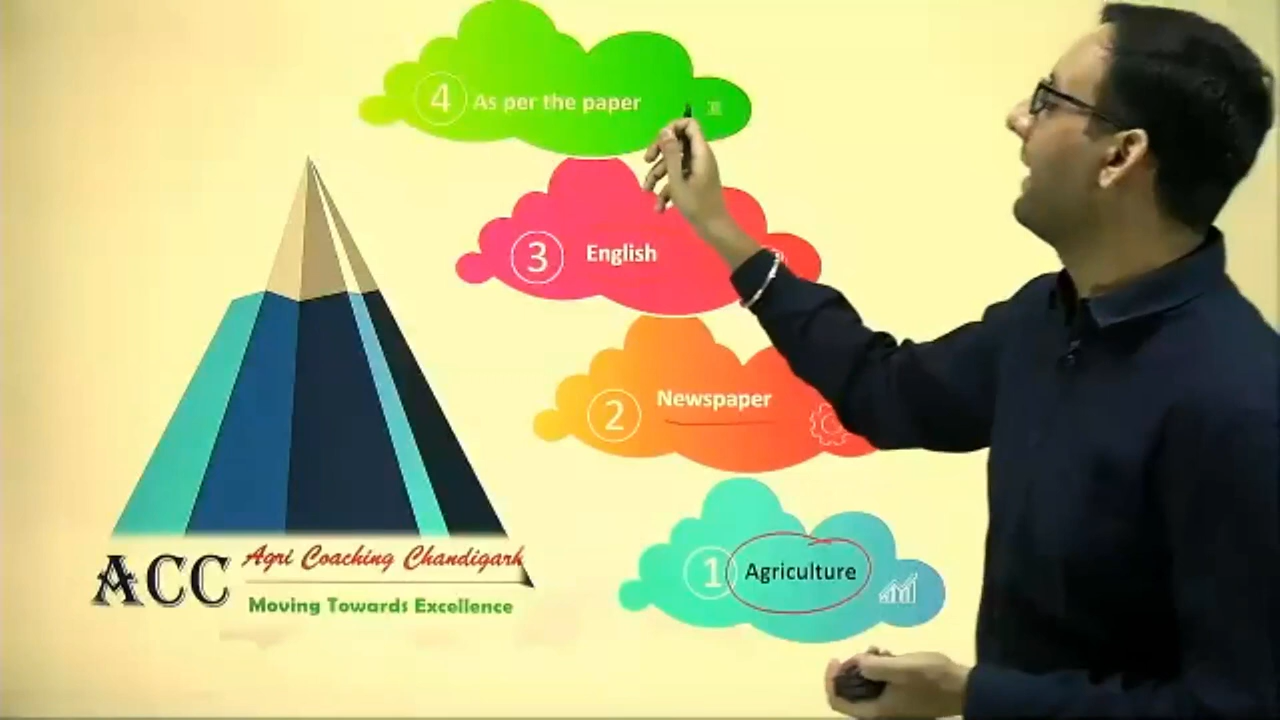 4 As per the paper
3 English
2 Newspaper
1 Agriculture
ACC Agri Coaching Chandigarh
Moving Towards Excellence